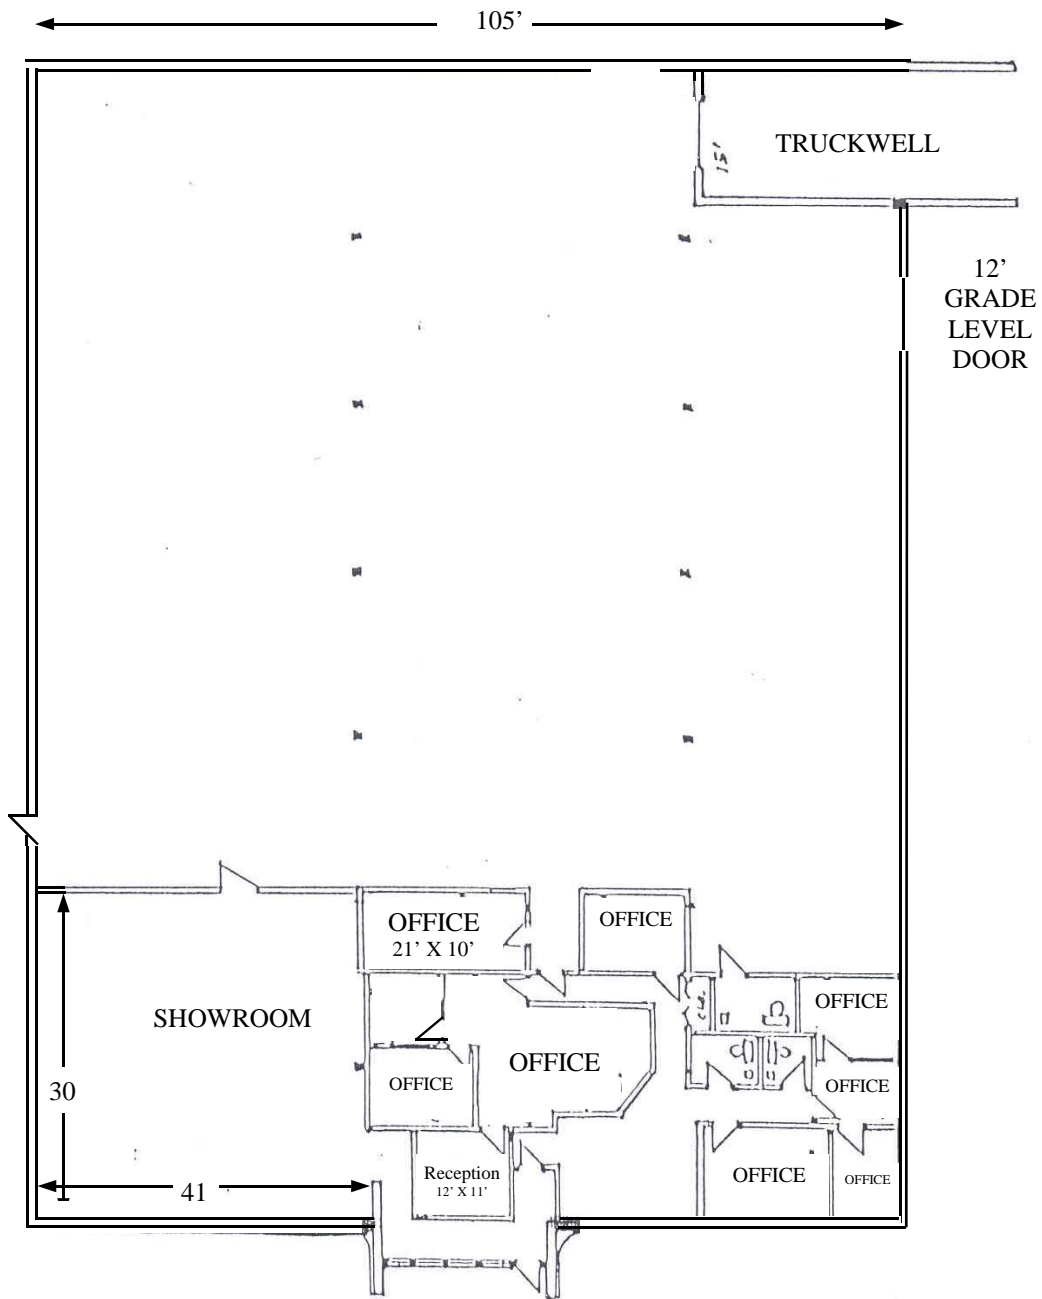 105’
TRUCKWELL
15'
12’
GRADE
LEVEL
DOOR
OFFICE
21’ X 10’
OFFICE
SHOWROOM
OFFICE
OFFICE
OFFICE
OFFICE
30
Reception
12’ X 11’
OFFICE
OFFICE
41